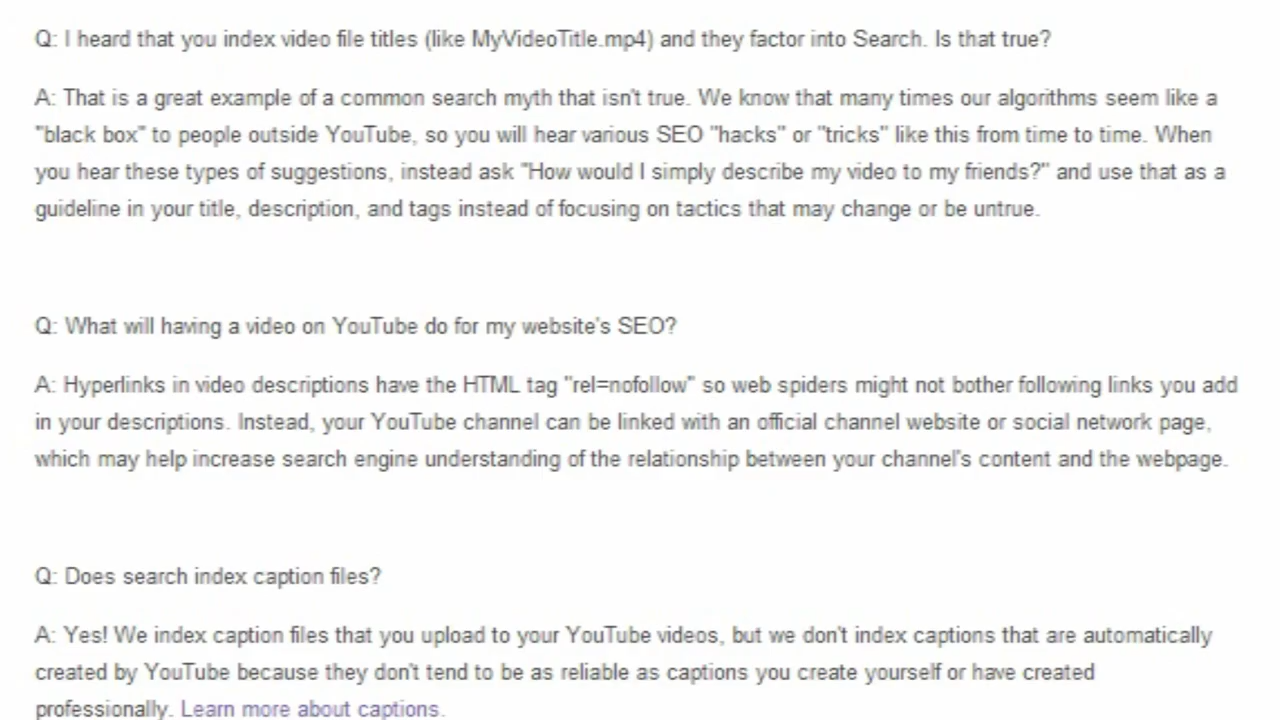 Q: I heard that you index video file titles (like MyVideoTitle.mp4) and they factor into Search. Is that true?
A: That is a great example of a common search myth that isn't true. We know that many times our algorithms seem like a
"black box" to people outside YouTube, so you will hear various SEO "hacks" or "tricks" like this from time to time. When
you hear these types of suggestions, instead ask "How would I simply describe my video to my friends?" and use that as a
guideline in your title, description, and tags instead of focusing on tactics that may change or be untrue.
Q: What will having a video on YouTube do for my website's SEO?
A: Hyperlinks in video descriptions have the HTML tag "rel=nofollow" so web spiders might not bother following links you add
in your descriptions. Instead, your YouTube channel can be linked with an official channel website or social network page,
which may help increase search engine understanding of the relationship between your channel's content and the webpage.
Q: Does search index caption files?
A: Yes! We index caption files that you upload to your YouTube videos, but we don't index captions that are automatically
created by YouTube because they don't tend to be as reliable as captions you create yourself or have created
professionally. Learn more about captions.